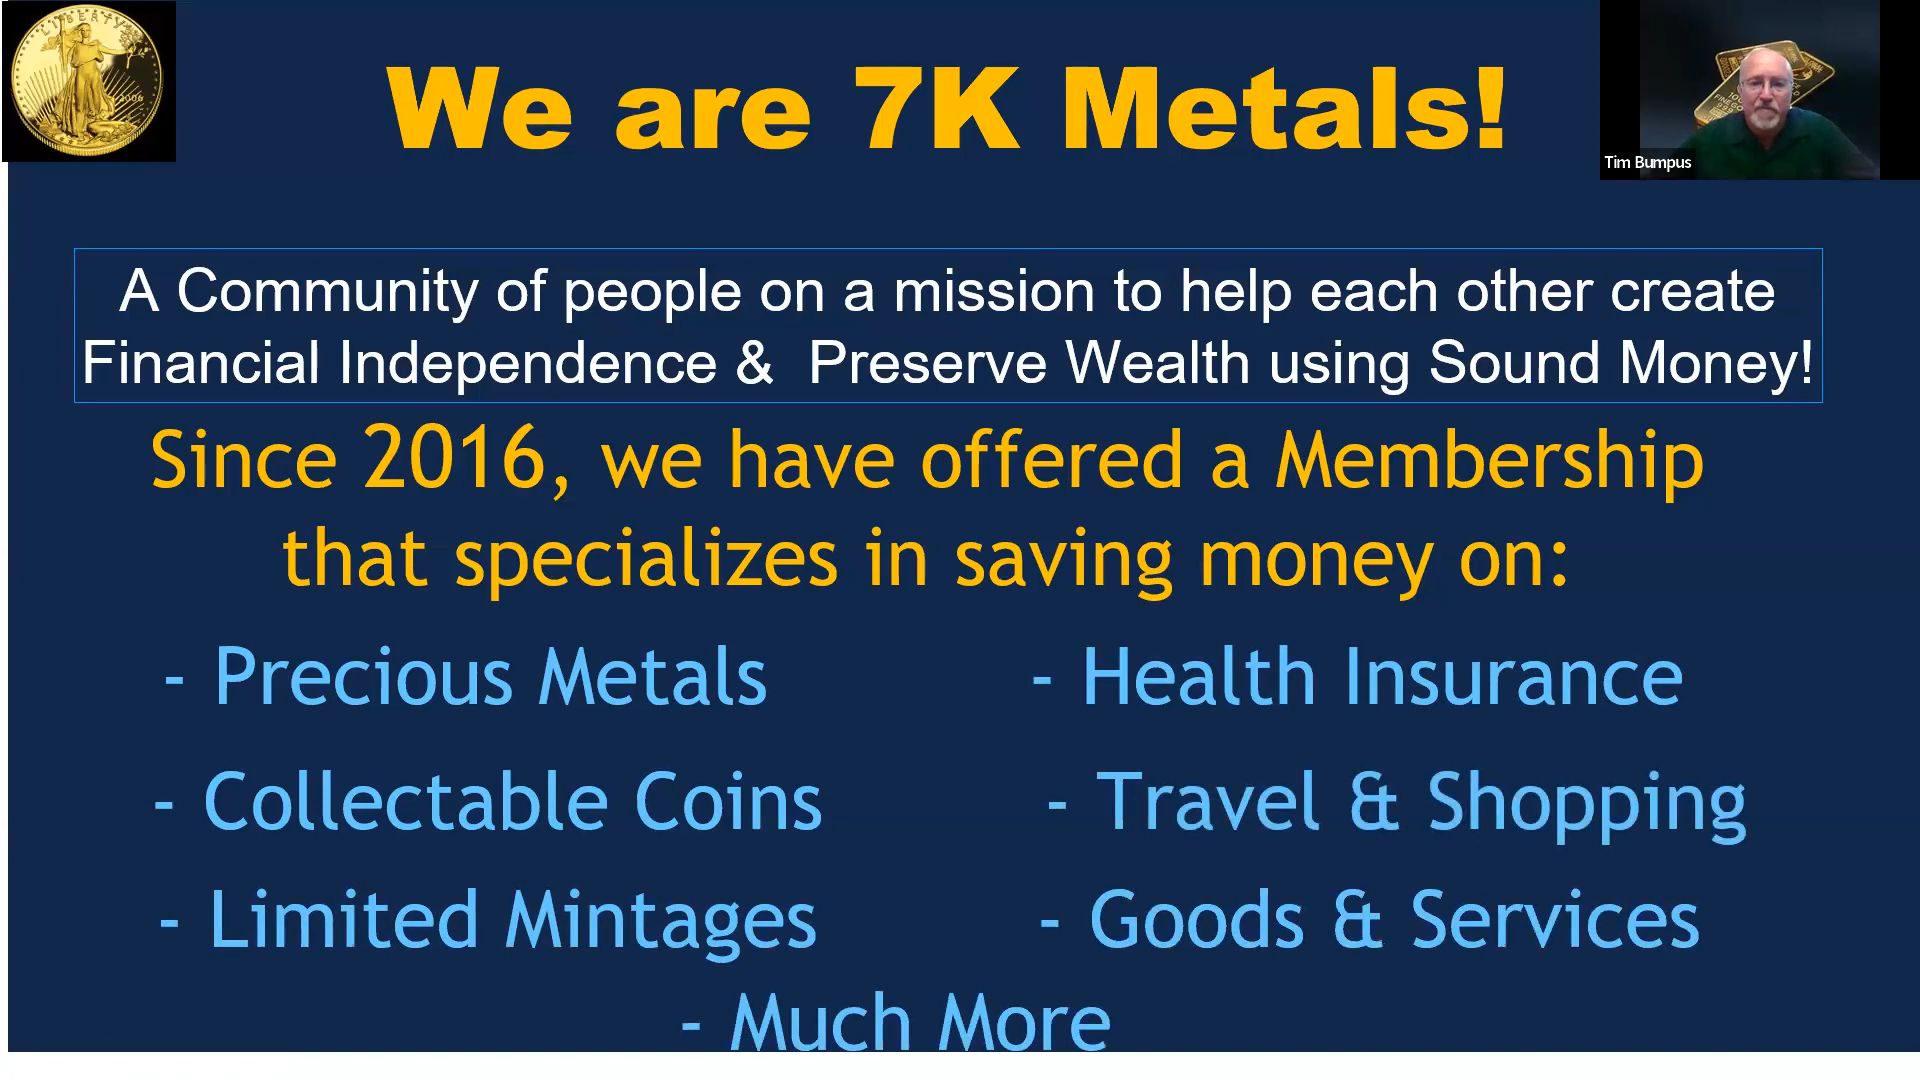 LIBERTY
2006
We are 7K Metals!
Tim Bumpus
A Community of people on a mission to help each other create
Financial Independence &  Preserve Wealth using Sound Money!
Since 2016, we have offered a Membership
that specializes in saving money on:
- Precious Metals
- Health Insurance
- Collectable Coins
- Travel & Shopping
- Limited Mintages
- Goods & Services
- Much More